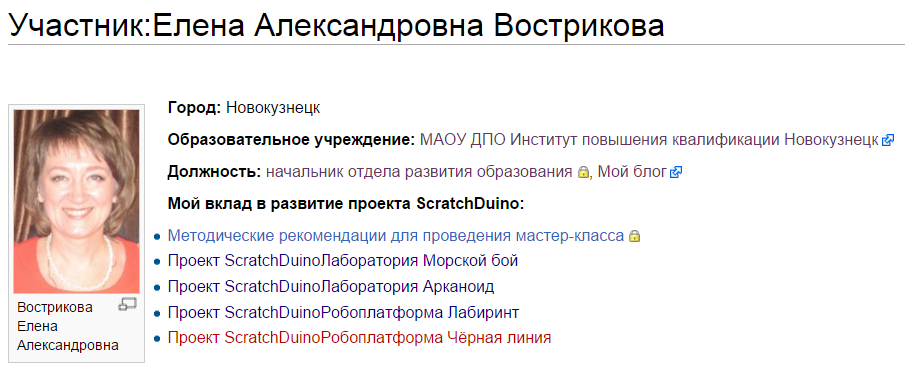 Участник:Елена Александровна Вострикова
Город: Новокузнецк
Образовательное учреждение: МАОУ ДПО Институт повышения квалификации Новокузнецк
Должность: начальник отдела развития образования, Мой блог
Мой вклад в развитие проекта ScratchDuino:
Методические рекомендации для проведения мастер-класса
Проект ScratchDuinoЛаборатория Морской бой
Проект ScratchDuinoЛаборатория Арканоид
Проект ScratchDuinoРобоплатформа Лабиринт
Проект ScratchDuinoРобоплатформа Чёрная линия
Вострикова
Елена
Александровна